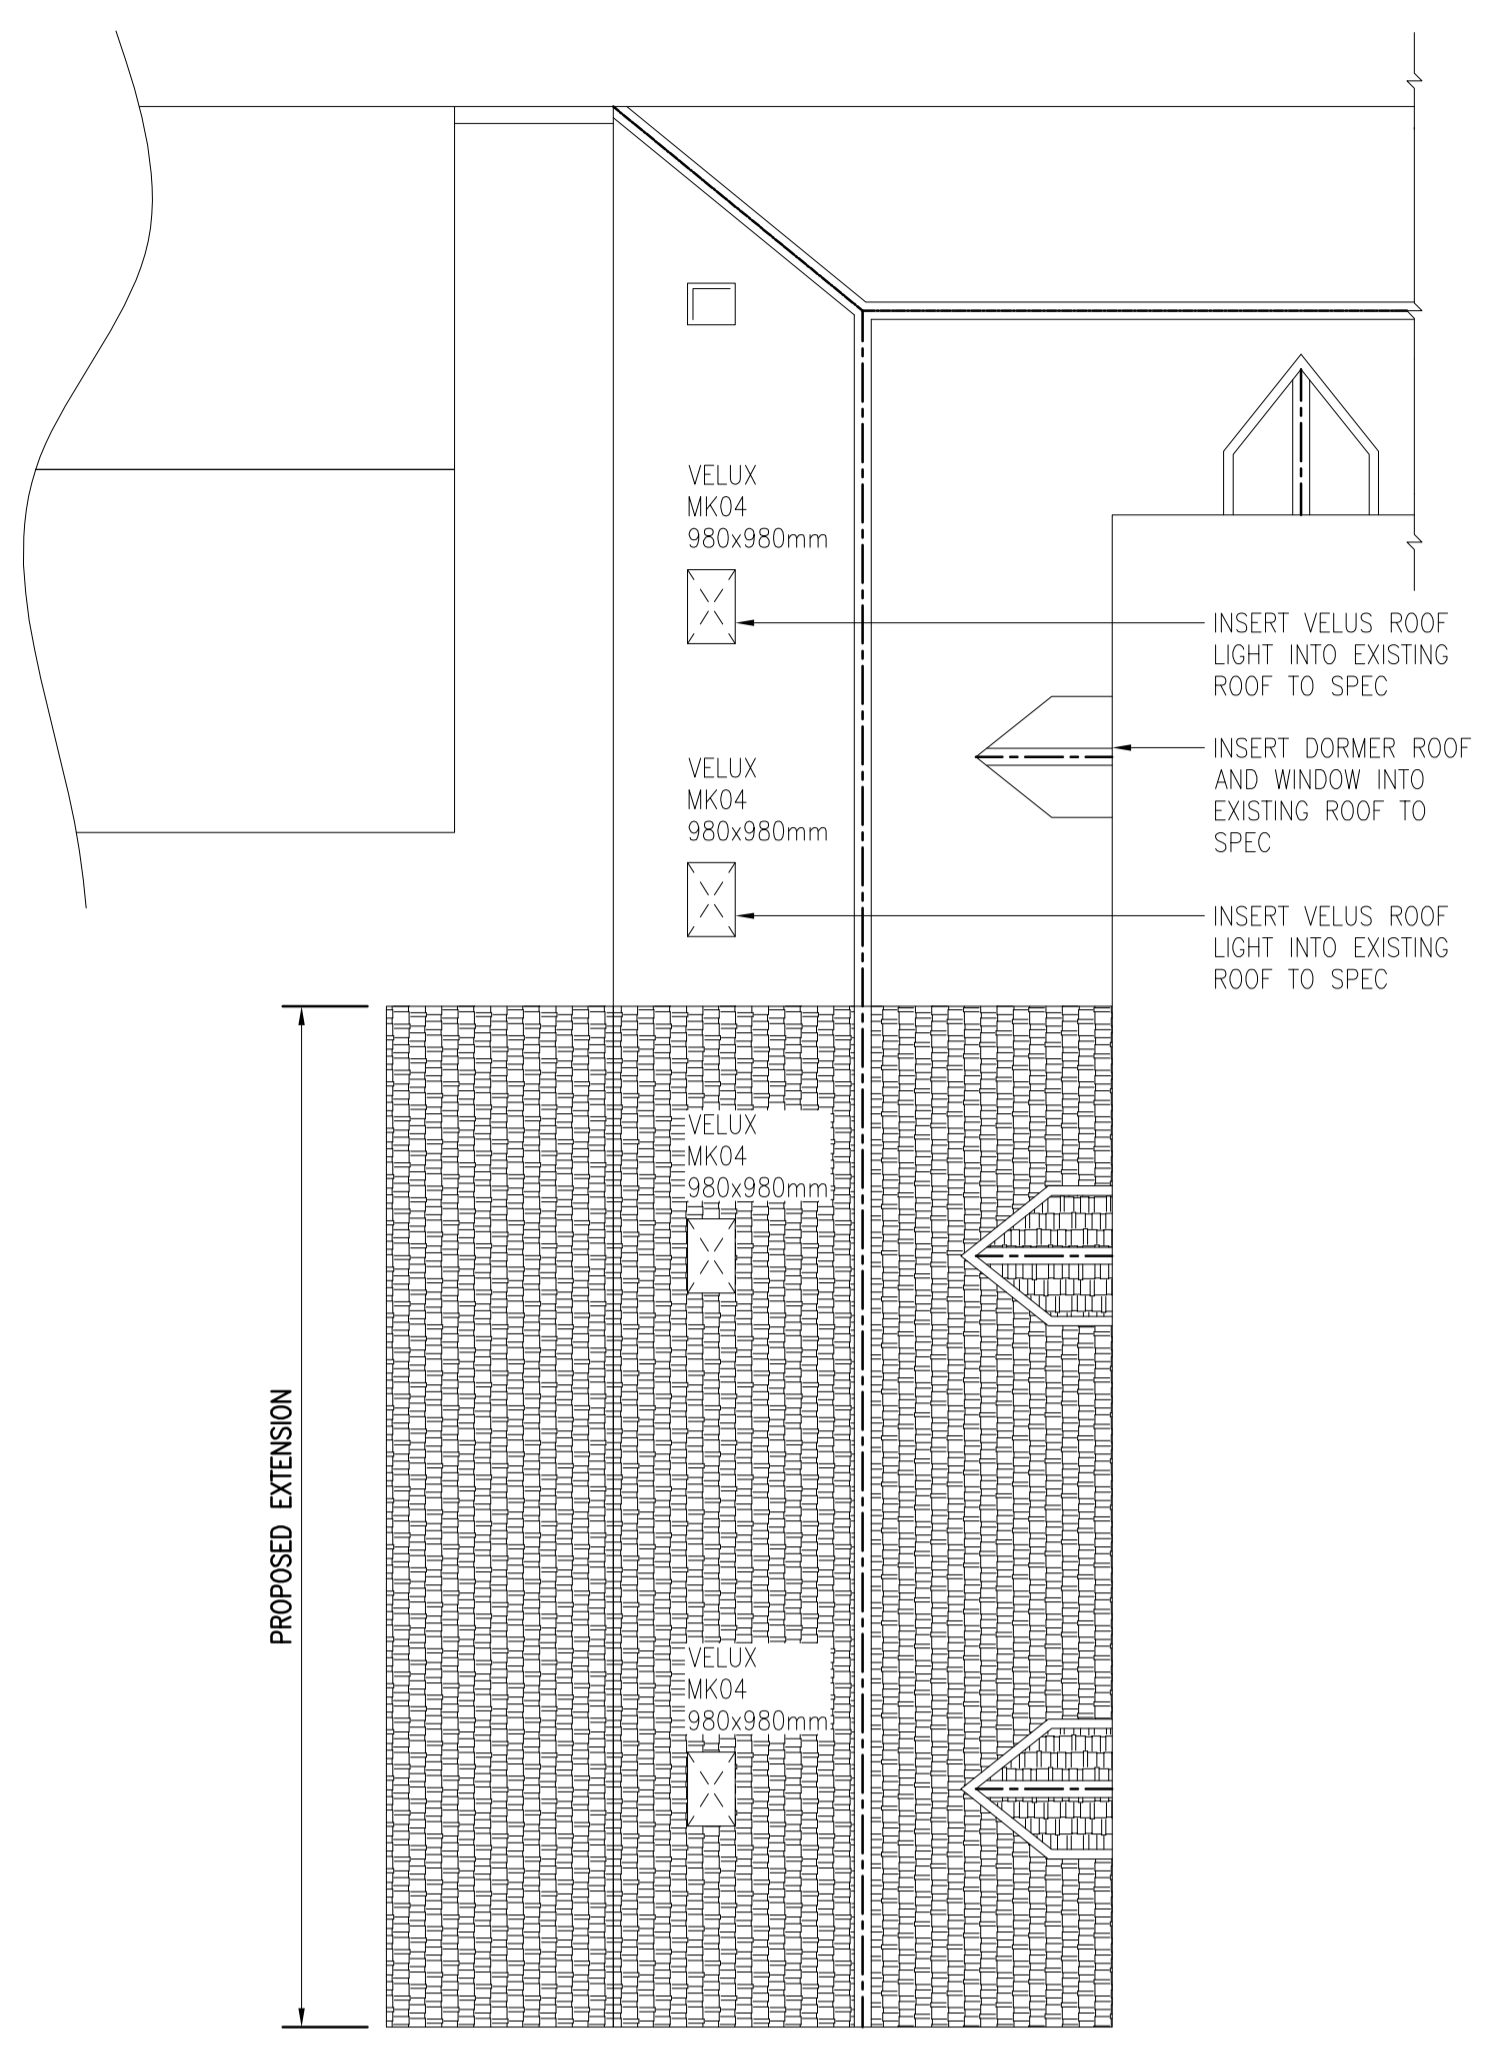 VELUX
MK04
980x980mm
INSERT VELUS ROOF
LIGHT INTO EXISTING
ROOF TO SPEC
INSERT DORMER ROOF
AND WINDOW INTO
EXISTING ROOF TO
SPEC
VELUX
MK04
980x980mm
INSERT VELUS ROOF
LIGHT INTO EXISTING
ROOF TO SPEC
VELUX
MK04
980x980mm
PROPOSED EXTENSION
VELUX
MK04
980x980mm